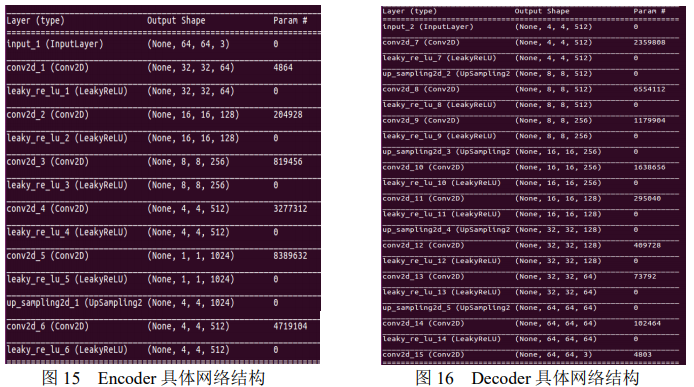 Layer (type) Output Shape Param #
input_1 (InputLayer) (None, 64, 64, 3) 0
conv2d_1 (Conv2D) (None, 32, 32, 64) 4864
leaky_re_lu_1 (LeakyReLU) (None, 32, 32, 64) 0
conv2d_2 (Conv2D) (None, 16, 16, 128) 204928
leaky_re_lu_2 (LeakyReLU) (None, 16, 16, 128) 0
conv2d_3 (Conv2D) (None, 8, 8, 256) 819456
leaky_re_lu_3 (LeakyReLU) (None, 8, 8, 256) 0
conv2d_4 (Conv2D) (None, 4, 4, 512) 3277312
leaky_re_lu_4 (LeakyReLU) (None, 4, 4, 512) 0
conv2d_5 (Conv2D) (None, 1, 1, 1024) 8389632
leaky_re_lu_5 (LeakyReLU) (None, 1, 1, 1024) 0
up_sampling2d_1 (UpSampling2 (None, 4, 4, 1024) 0
conv2d_6 (Conv2D) (None, 4, 4, 512) 4719104
leaky_re_lu_6 (LeakyReLU) (None, 4, 4, 512) 0
图 15 Encoder 具体网络结构
Layer (type) Output Shape Param #
input_2 (InputLayer) (None, 4, 4, 512) 0
conv2d_7 (Conv2D) (None, 4, 4, 512) 2359808
leaky_re_lu_7 (LeakyReLU) (None, 4, 4, 512) 0
up_sampling2d_2 (UpSampling2 (None, 8, 8, 512) 0
conv2d_8 (Conv2D) (None, 8, 8, 512) 6554112
leaky_re_lu_8 (LeakyReLU) (None, 8, 8, 512) 0
conv2d_9 (Conv2D) (None, 8, 8, 256) 1179904
leaky_re_lu_9 (LeakyReLU) (None, 8, 8, 256) 0
up_sampling2d_3 (UpSampling2 (None, 16, 16, 256) 0
conv2d_10 (Conv2D) (None, 16, 16, 256) 1638656
leaky_re_lu_10 (LeakyReLU) (None, 16, 16, 256) 0
conv2d_11 (Conv2D) (None, 16, 16, 128) 295040
leaky_re_lu_11 (LeakyReLU) (None, 16, 16, 128) 0
up_sampling2d_4 (UpSampling2 (None, 32, 32, 128) 0
conv2d_12 (Conv2D) (None, 32, 32, 128) 409728
leaky_re_lu_12 (LeakyReLU) (None, 32, 32, 128) 0
conv2d_13 (Conv2D) (None, 32, 32, 64) 73792
leaky_re_lu_13 (LeakyReLU) (None, 32, 32, 64) 0
up_sampling2d_5 (UpSampling2 (None, 64, 64, 64) 0
conv2d_14 (Conv2D) (None, 64, 64, 64) 102464
leaky_re_lu_14 (LeakyReLU) (None, 64, 64, 64) 0
conv2d_15 (Conv2D) (None, 64, 64, 3) 4803
图 16 Decoder 具体网络结构